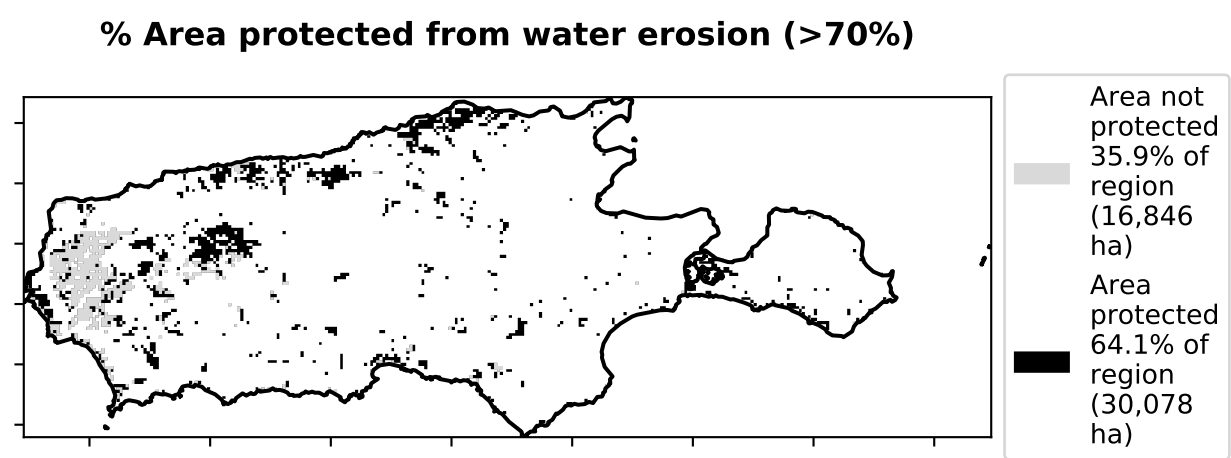 % Area protected from water erosion (>70%)
Area not
protected
35.9% of
region
(16,846
ha)
Area
protected
64.1% of
region
(30,078
ha)